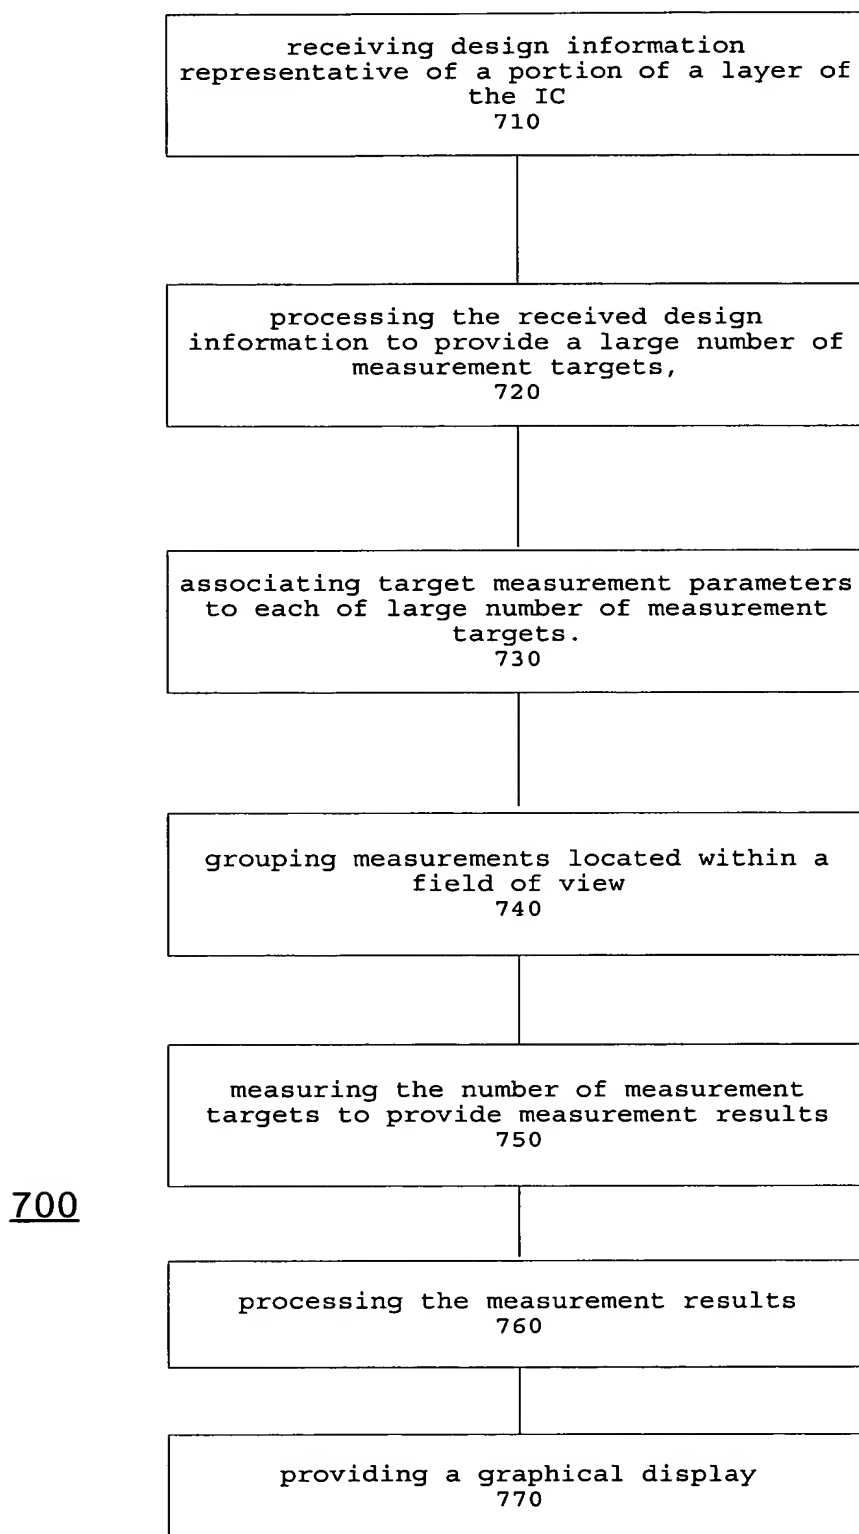 receiving design information
representative of a portion of a layer of
the IC
710
processing the received design
information to provide a large number of
measurement targets,
720
associating target measurement parameters
to each of large number of measurement
targets.
730
grouping measurements located within a
field of view
740
measuring the number of measurement
targets to provide measurement results
750
700
processing the measurement results
760
providing a graphical display
770